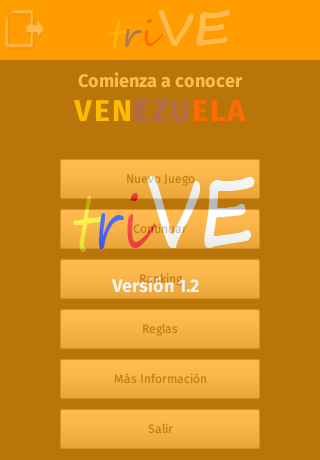 triVE
Comienza a conocer
VENEZUELA
Nuevo Juego
triVE
Continuar
Ranking
Versión 1.2
Reglas
Más Información
Salir